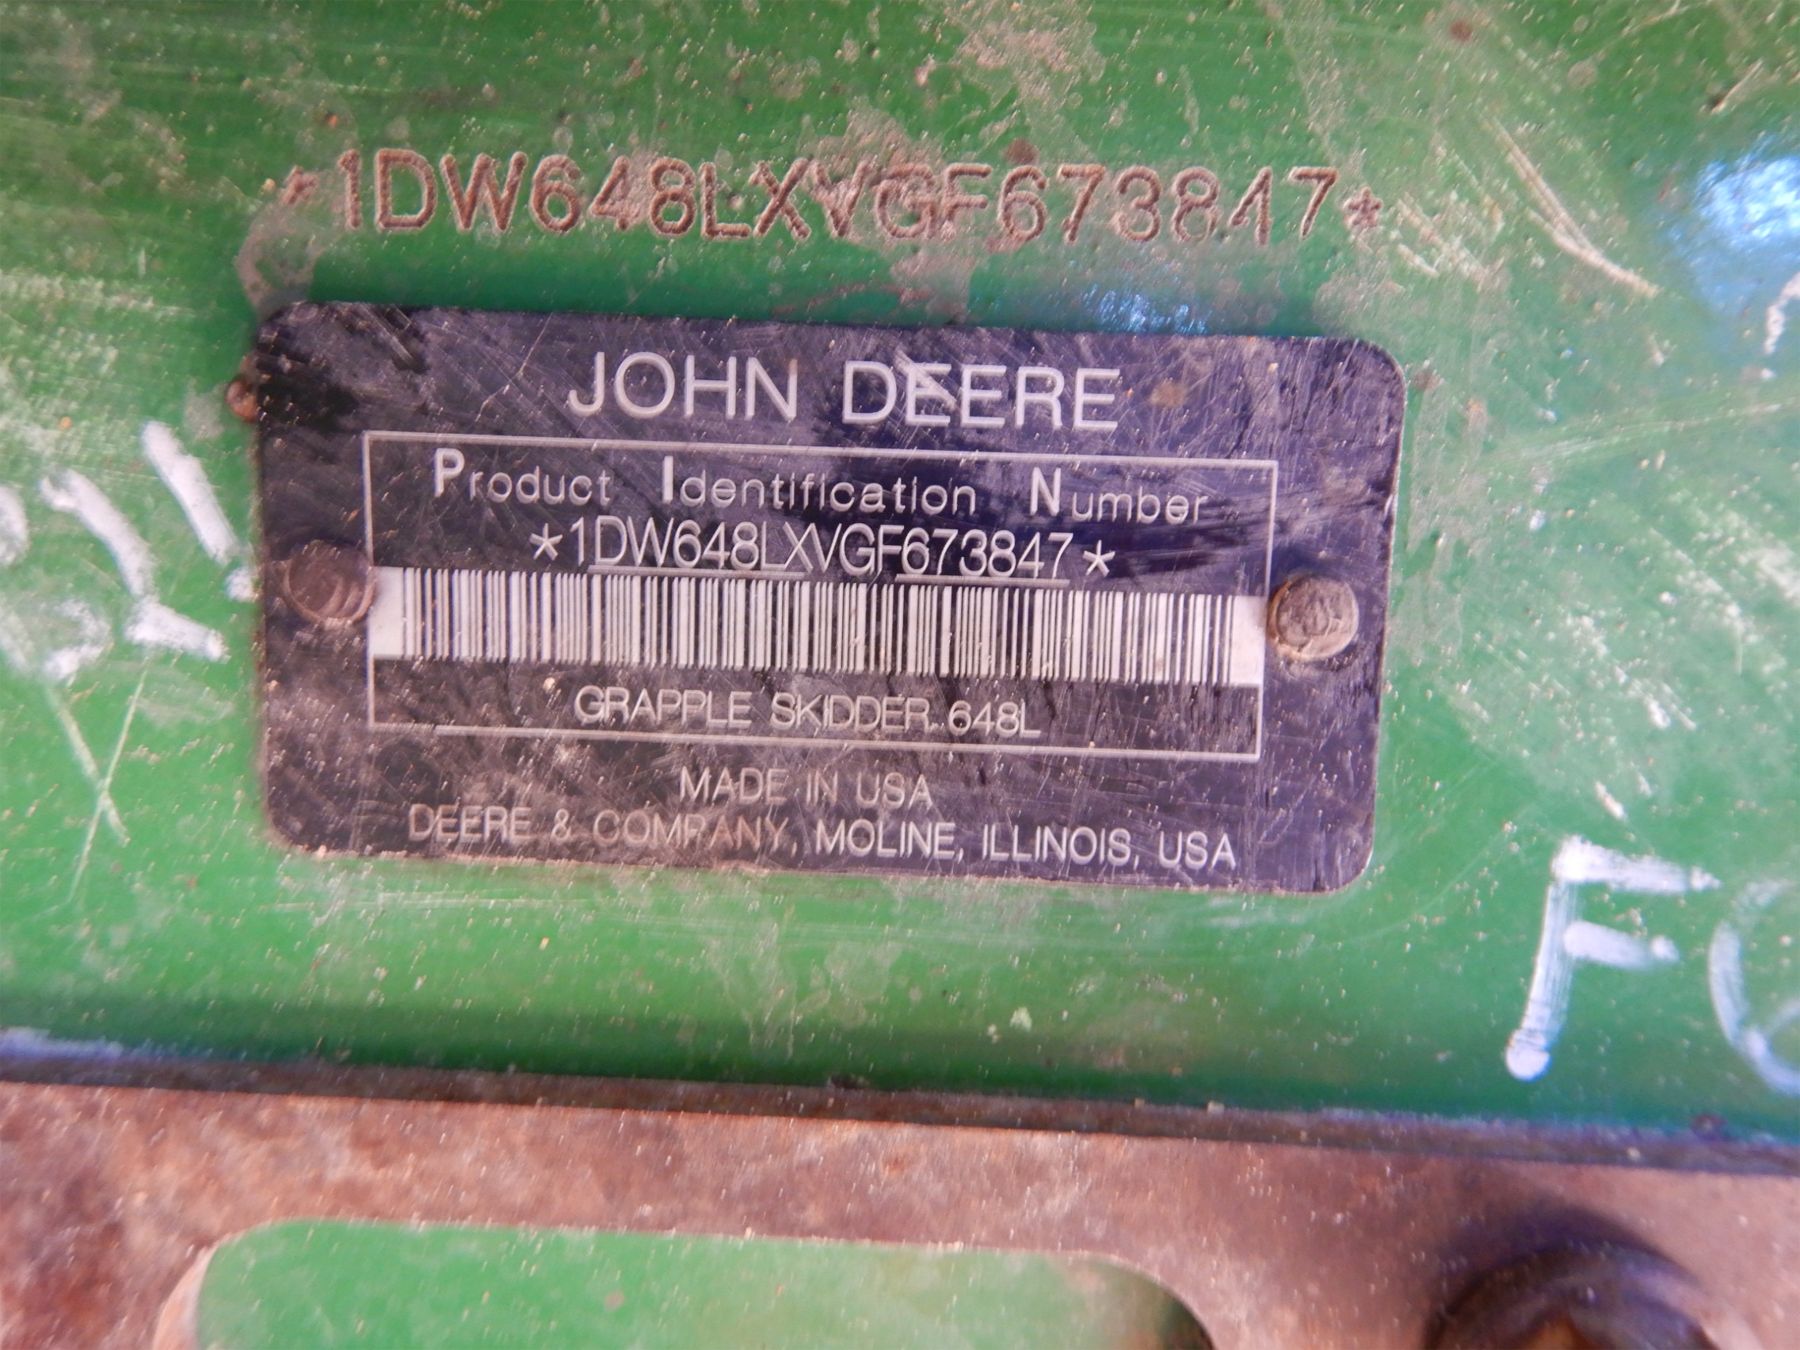 *1DW648LXVGF673847*
JOHN DEERE
Product Identification Number
*1DW648LXVGF673847*
GRAPPLE SKIDDER 648L
MADE IN USA
DEERE & COMPANY, MOLINE, ILLINOIS, USA